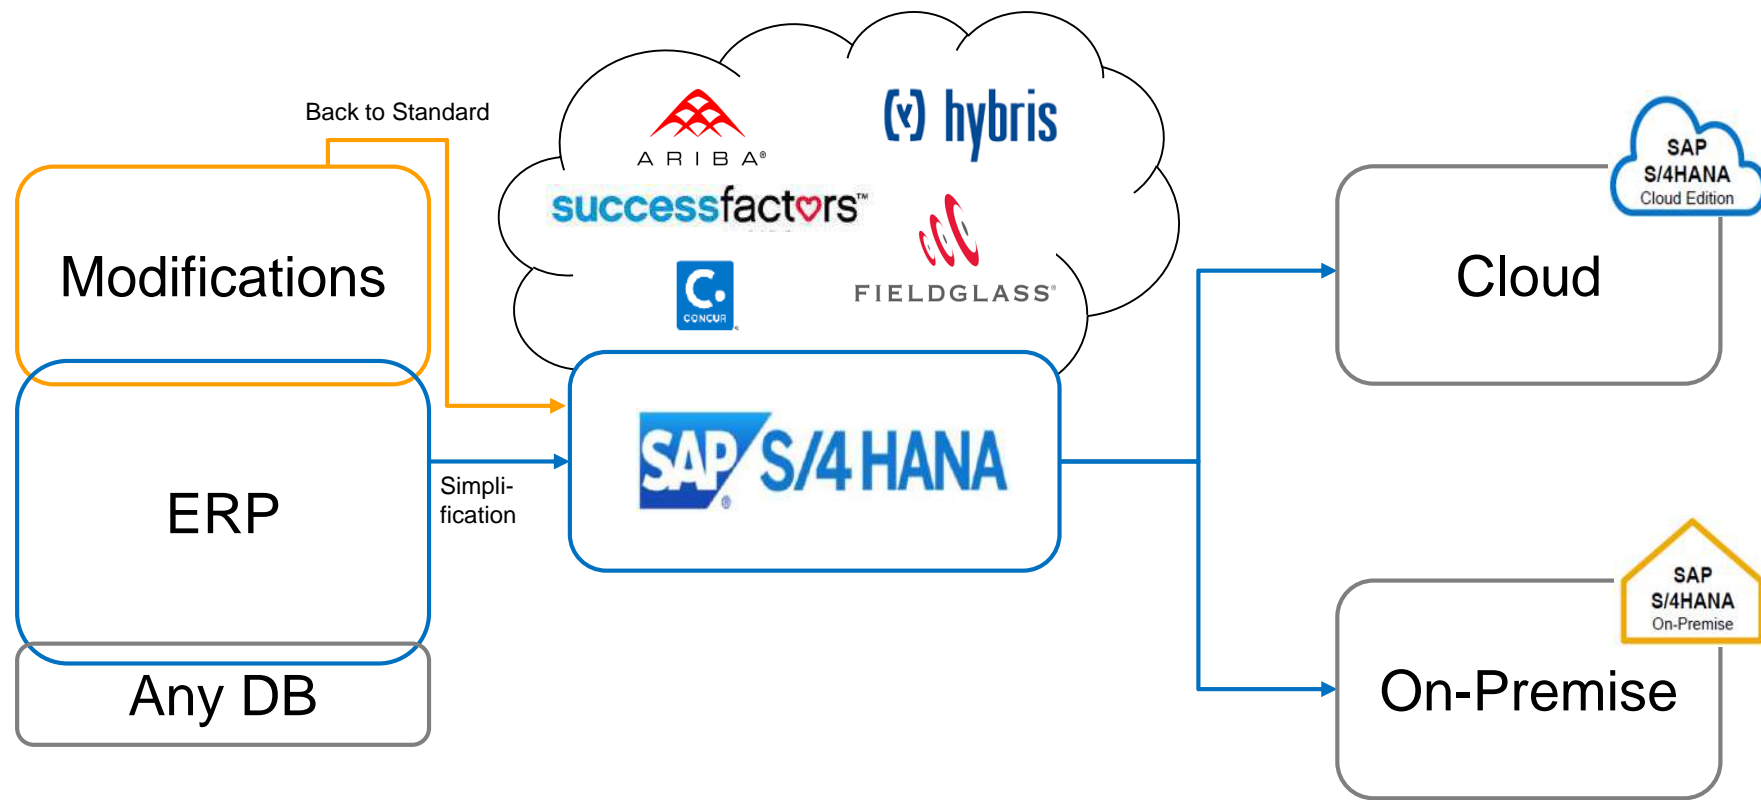 Back to Standard
Modifications
ERP
Any DB
Simpli-
fication
ARIBA®
(y) hybris
successfactors™
CONCUR
FIELDGLASS®
SAP® S/4 HANA
SAP
S/4HANA
Cloud Edition
Cloud
SAP
S/4HANA
On-Premise
On-Premise